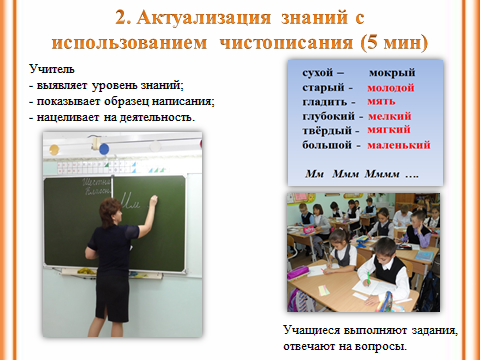 2. Актуализация знаний с
использованием чистописания (5 мин)
Учитель
- выявляет уровень знаний;
- показывает образец написания;
- нацеливает на деятельность.
сухой – мокрый
старый - молодой
гладить - мять
глубокий - мелкий
твёрдый - мягкий
большой - маленький
Мм Ммм Мммм ….
Мм
Учащиеся выполняют задания,
отвечают на вопросы.